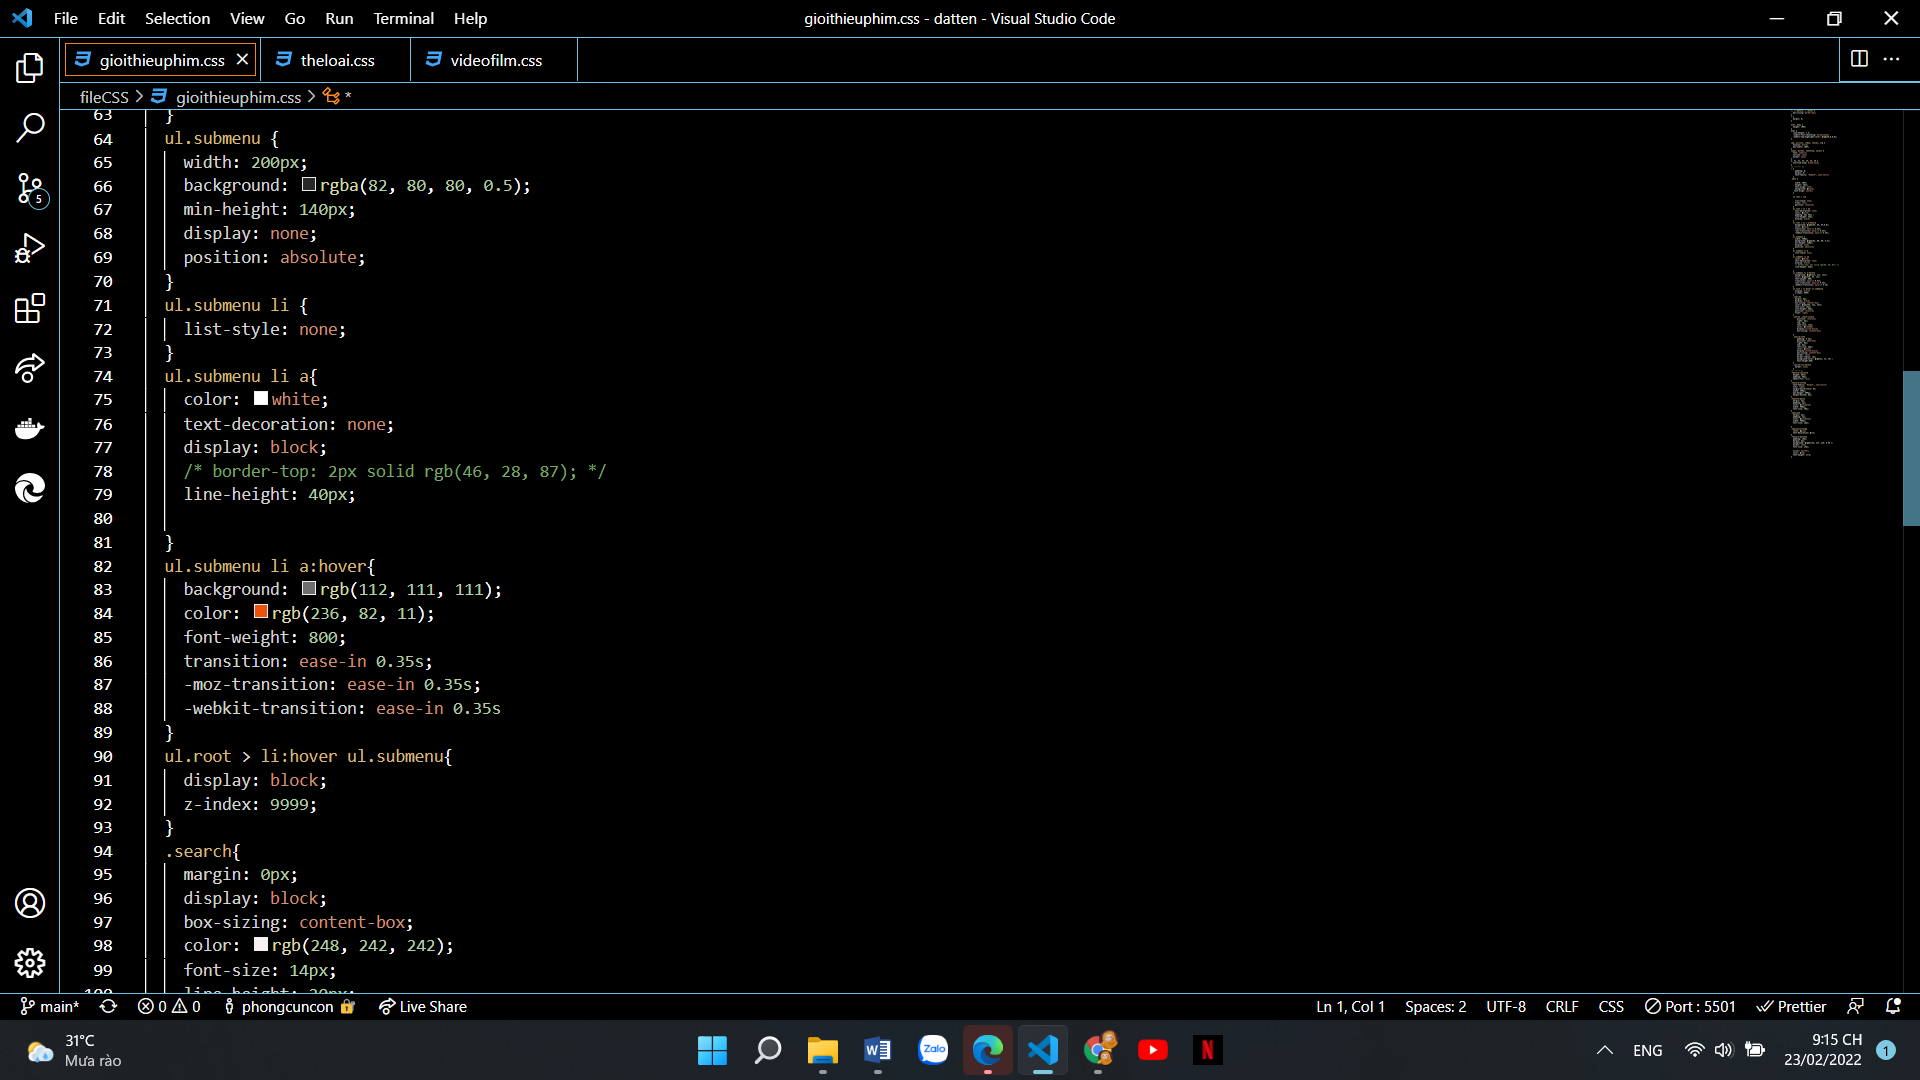 File Edit Selection View Go Run Terminal Help
gioithieuphim.css - datten - Visual Studio Code
gioithieuphim.css theloai.css videofilm.css
fileCSS > gioithieuphim.css > *
63 }
64 ul.submenu {
65 width: 200px;
66 background: rgba(82, 80, 80, 0.5);
67 min-height: 140px;
68 display: none;
69 position: absolute;
70 }
71 ul.submenu li {
72 list-style: none;
73 }
74 ul.submenu li a{
75 color: white;
76 text-decoration: none;
77 display: block;
78 /* border-top: 2px solid rgb(46, 28, 87); */
79 line-height: 40px;
80
81 }
82 ul.submenu li a:hover{
83 background: rgb(112, 111, 111);
84 color: rgb(236, 82, 11);
85 font-weight: 800;
86 transition: ease-in 0.35s;
87 -moz-transition: ease-in 0.35s;
88 -webkit-transition: ease-in 0.35s
89 }
90 ul.root > li:hover ul.submenu{
91 display: block;
92 z-index: 9999;
93 }
94 .search{
95 margin: 0px;
96 display: block;
97 box-sizing: content-box;
98 color: rgb(248, 242, 242);
99 font-size: 14px;
100 line-height: 20px;
5
main* 0 0 phongcuncon Live Share
Ln 1, Col 1 Spaces: 2 UTF-8 CRLF CSS Port : 5501 Prettier
31°C
Mưa rào
Zalo
N
ENG
9:15 CH
23/02/2022
1